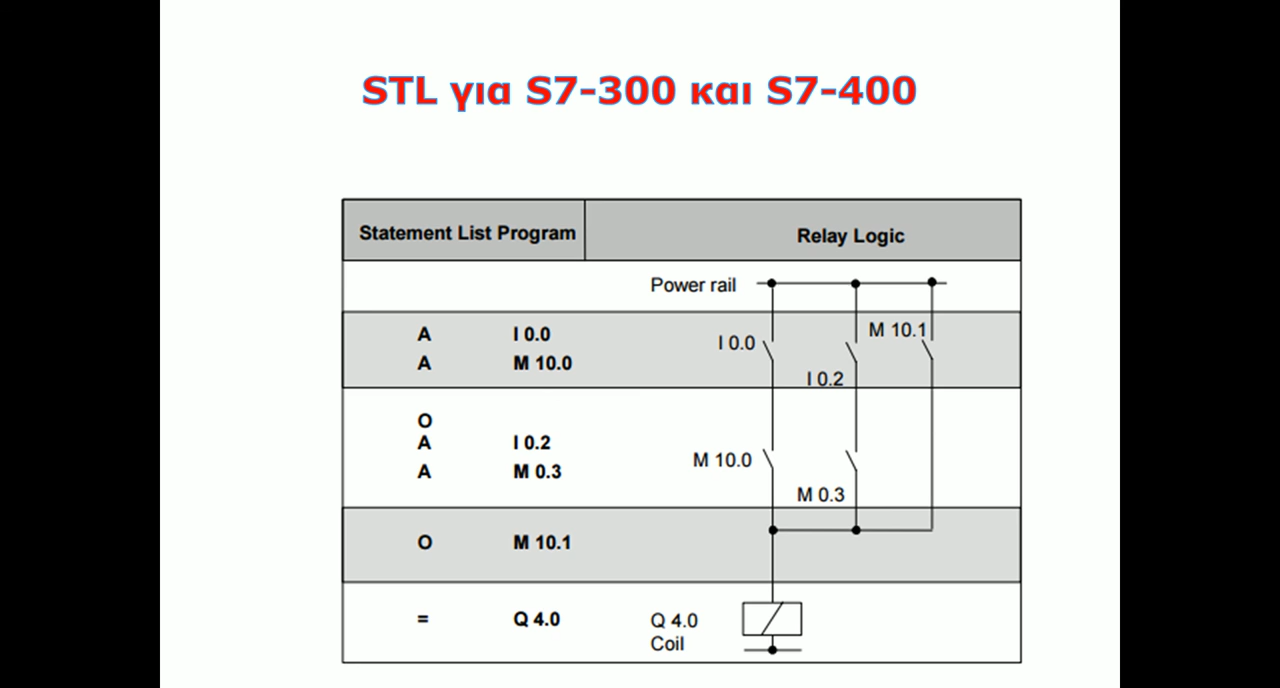 STL για S7-300 και S7-400
Statement List Program
Relay Logic
Power rail
A I 0.0
A M 10.0
I 0.0
M 10.1
I 0.2
O
A I 0.2
A M 0.3
M 10.0
M 0.3
O M 10.1
= Q 4.0
Q 4.0
Coil